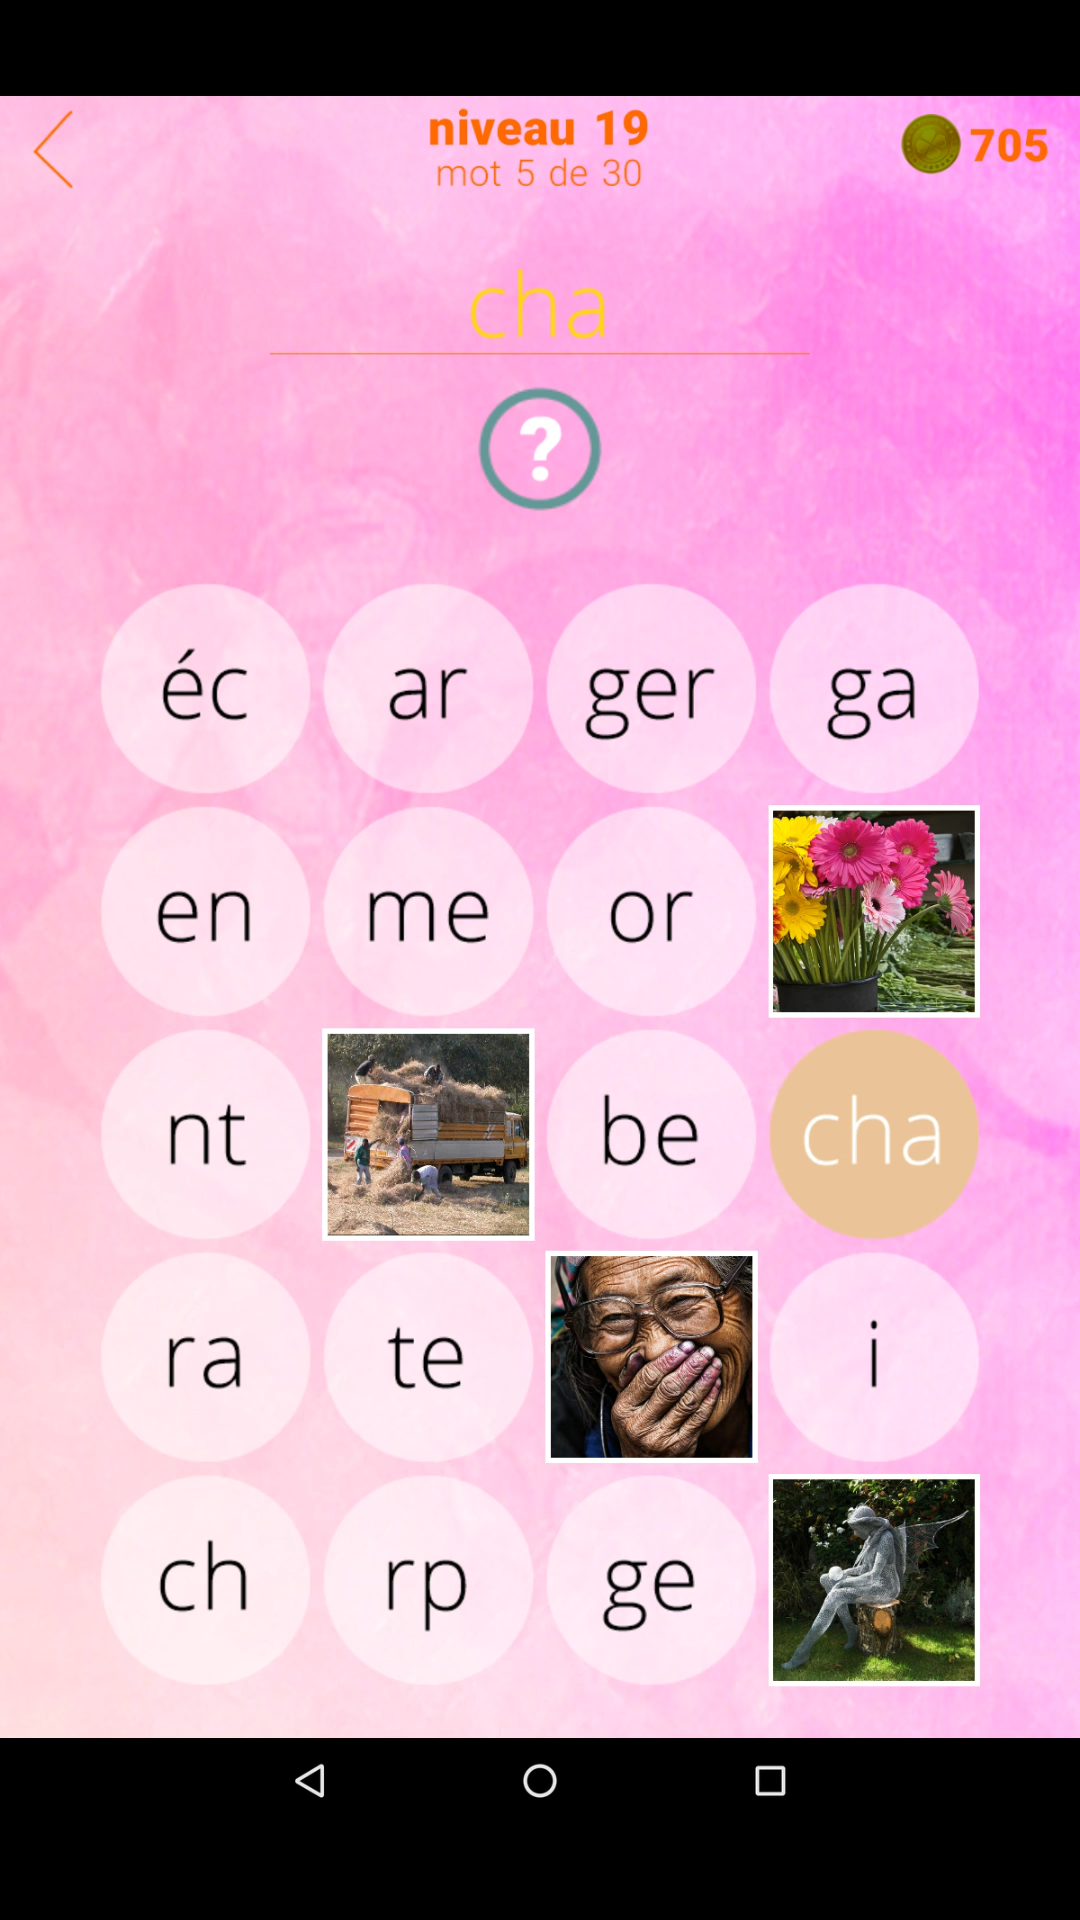 niveau 19
mot 5 de 30
705
cha
?
éc ar ger ga
en me or
nt be cha
ra te i
ch rp ge